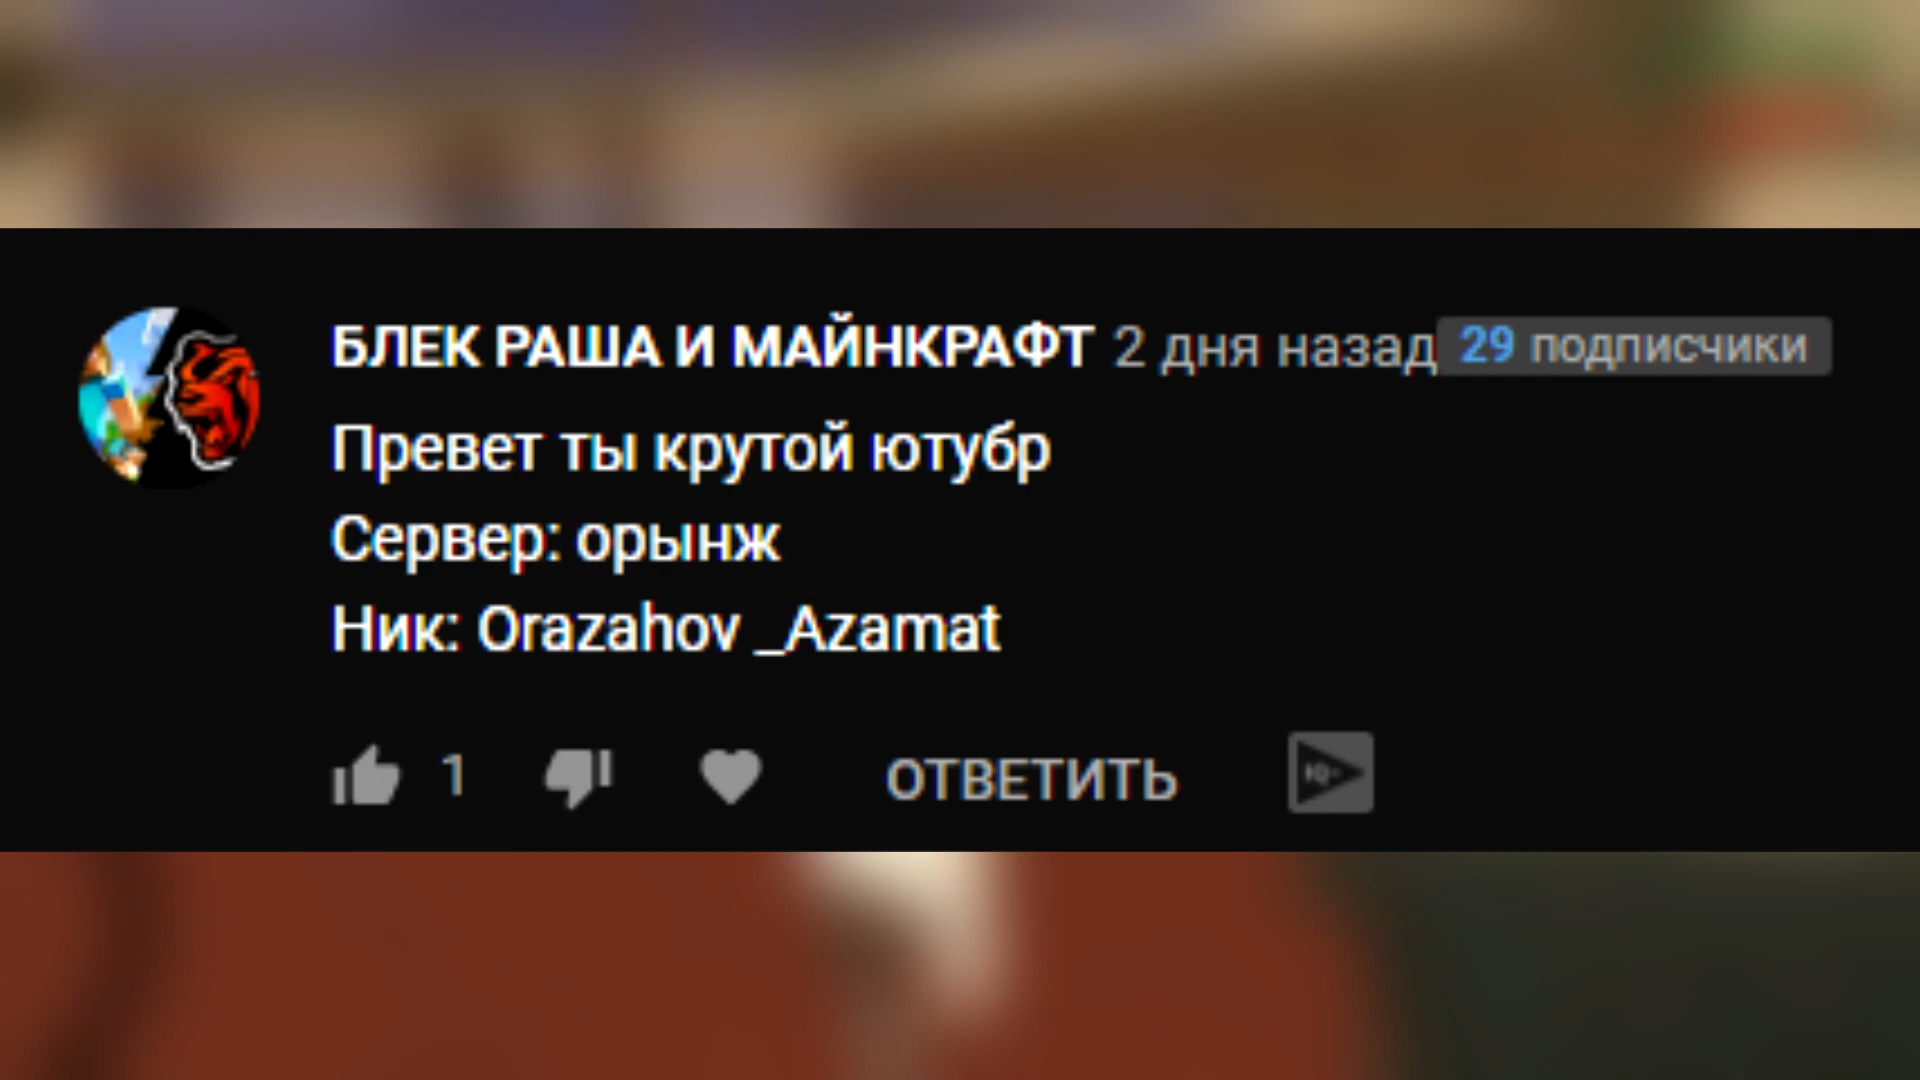 БЛЕК РАША И МАЙНКРАФТ 2 дня назад 29 подписчики
Превет ты крутой ютубр
Сервер: орынж
Ник: Orazahov _Azamat
1 ОТВЕТИТЬ